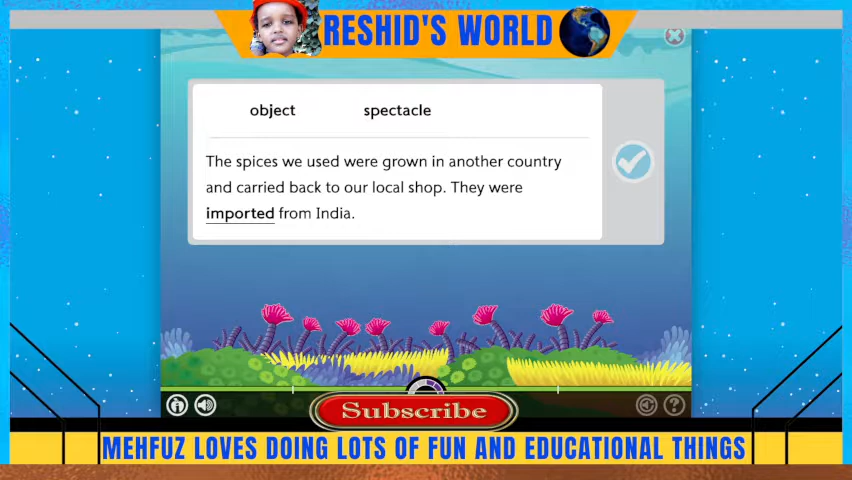 RESHID'S WORLD
object spectacle
The spices we used were grown in another country
and carried back to our local shop. They were
imported from India.
Subscribe
MEHFUZ LOVES DOING LOTS OF FUN AND EDUCATIONAL THINGS